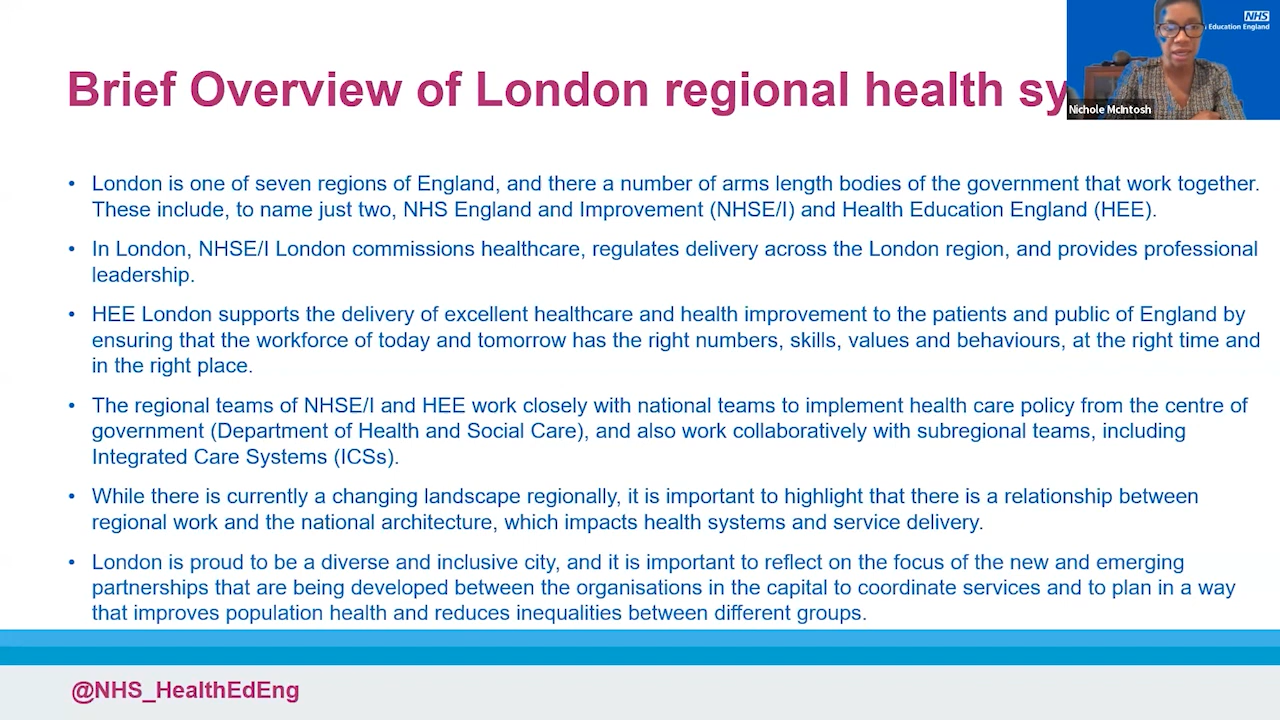 Brief Overview of London regional health sy
NHS
Education England
Nichole McIntosh
• London is one of seven regions of England, and there a number of arms length bodies of the government that work together.
These include, to name just two, NHS England and Improvement (NHSE/I) and Health Education England (HEE).
• In London, NHSE/I London commissions healthcare, regulates delivery across the London region, and provides professional
leadership.
• HEE London supports the delivery of excellent healthcare and health improvement to the patients and public of England by
ensuring that the workforce of today and tomorrow has the right numbers, skills, values and behaviours, at the right time and
in the right place.
• The regional teams of NHSE/I and HEE work closely with national teams to implement health care policy from the centre of
government (Department of Health and Social Care), and also work collaboratively with subregional teams, including
Integrated Care Systems (ICSs).
• While there is currently a changing landscape regionally, it is important to highlight that there is a relationship between
regional work and the national architecture, which impacts health systems and service delivery.
• London is proud to be a diverse and inclusive city, and it is important to reflect on the focus of the new and emerging
partnerships that are being developed between the organisations in the capital to coordinate services and to plan in a way
that improves population health and reduces inequalities between different groups.
@NHS_HealthEdEng